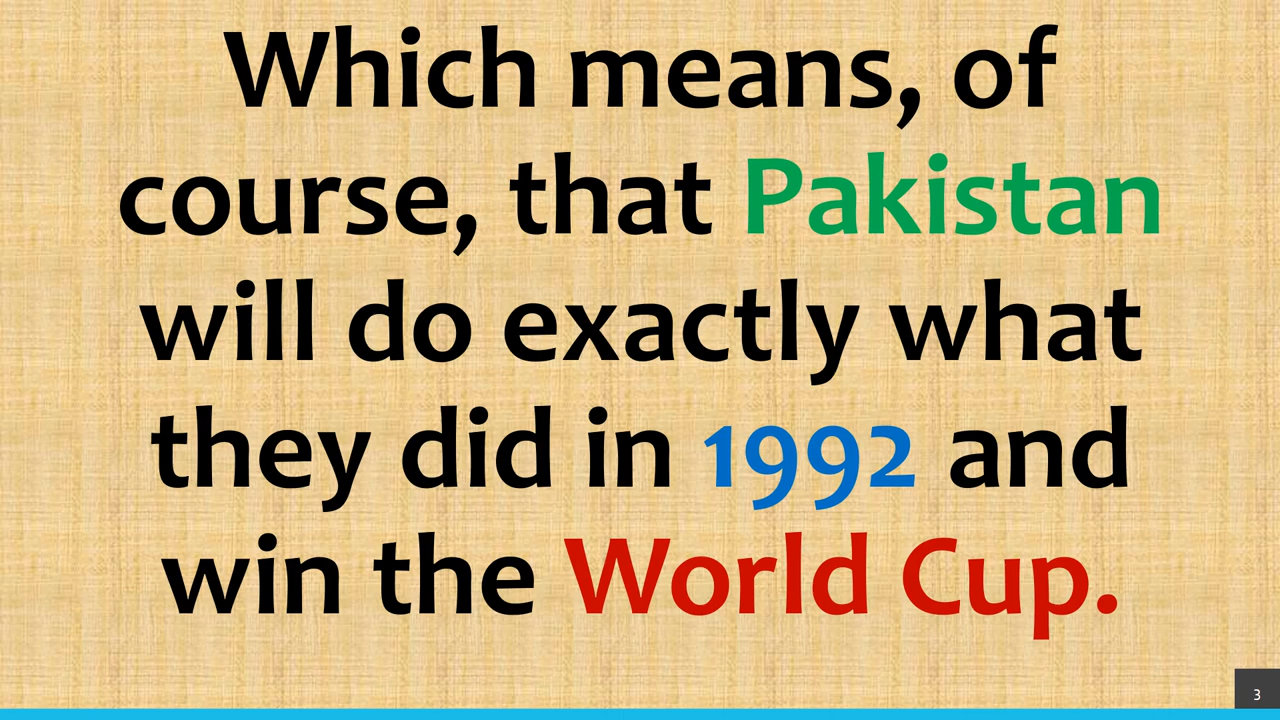 Which means, of
course, that Pakistan
will do exactly what
they did in 1992 and
win the World Cup.
3